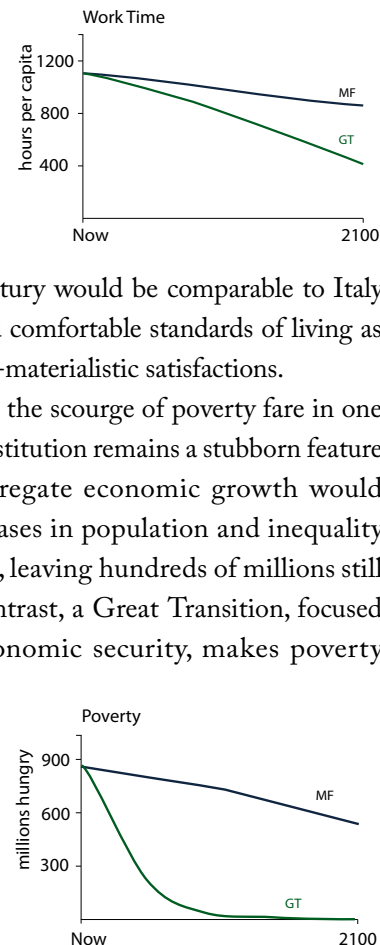 Work Time
hours per capita
1200
800
400
MF
GT
Now 2100
tury would be comparable to Italy
comfortable standards of living as
-materialistic satisfactions.
the scourge of poverty fare in one
stitution remains a stubborn feature
regate economic growth would
ases in population and inequality
, leaving hundreds of millions still
ntrast, a Great Transition, focused
onomic security, makes poverty
Poverty
millions hungry
900
600
300
MF
GT
Now 2100